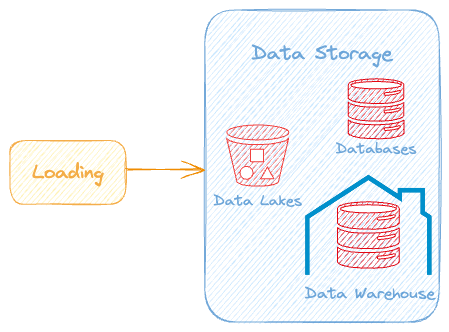 Data Storage
Databases
Loading
Data Lakes
Data Warehouse